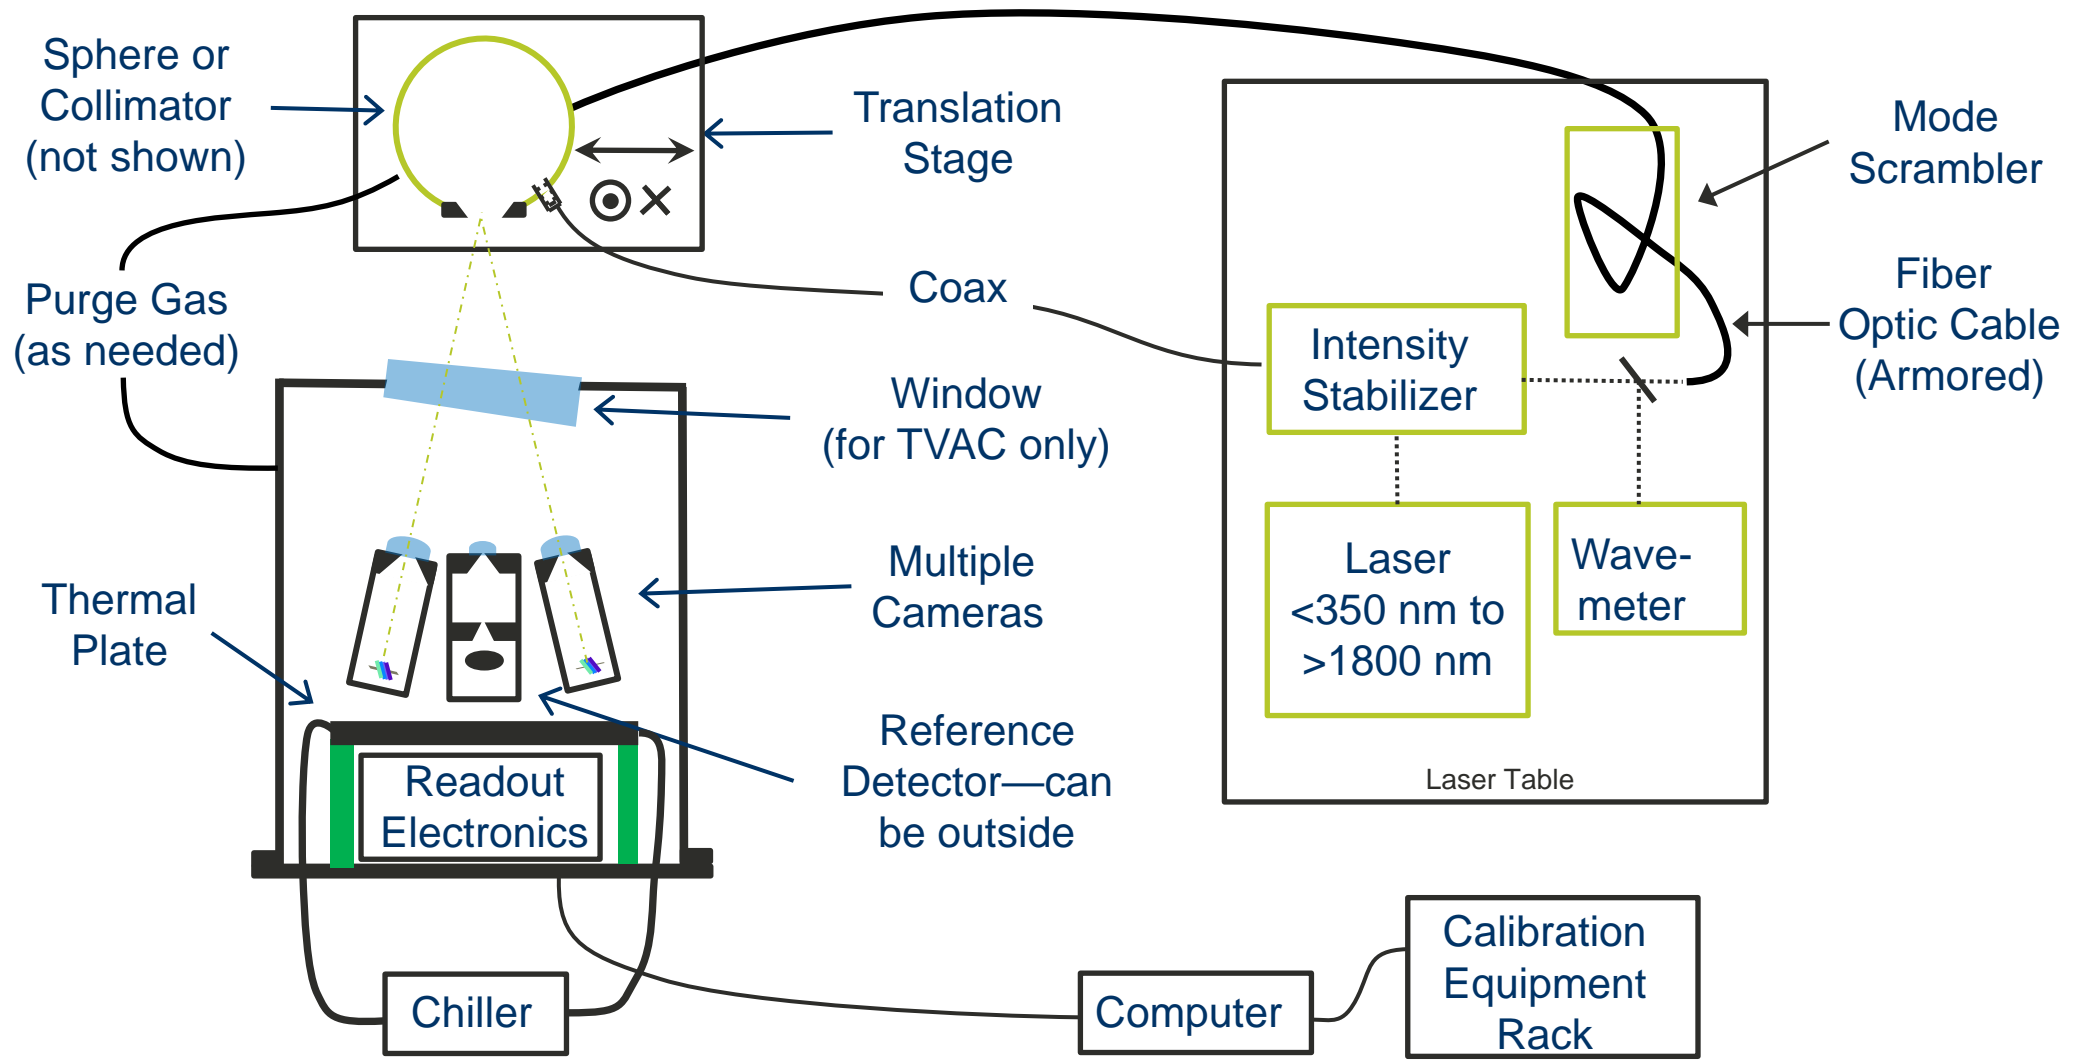 Sphere or
Collimator
(not shown)
Translation
Stage
Mode
Scrambler
Purge Gas
(as needed)
Coax
Fiber
Optic Cable
(Armored)
Intensity
Stabilizer
Window
(for TVAC only)
Multiple
Cameras
Laser
<350 nm to
>1800 nm
Wave-
meter
Thermal
Plate
Reference
Detector—can
be outside
Readout
Electronics
Laser Table
Chiller
Computer
Calibration
Equipment
Rack